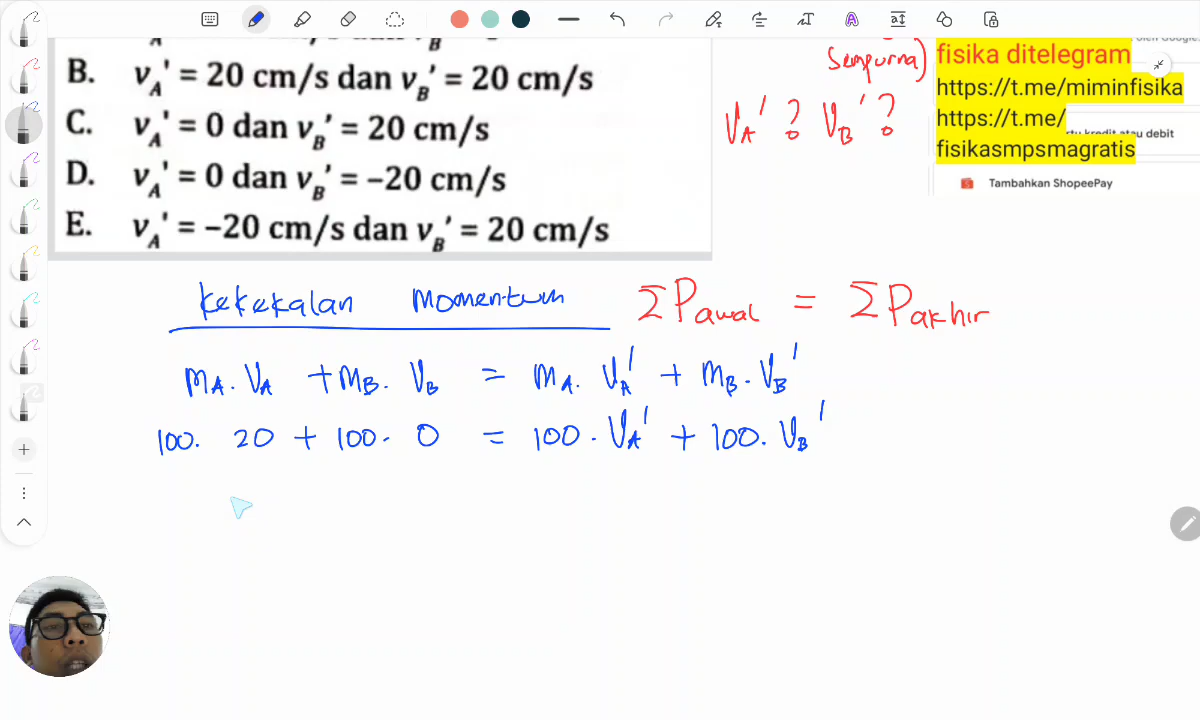 B. vA' = 20 cm/s dan vB' = 20 cm/s
C. vA' = 0 dan vB' = 20 cm/s
D. vA' = 0 dan vB' = −20 cm/s
E. vA' = −20 cm/s dan vB' = 20 cm/s
Sempurna)
VA' ? VB' ?
fisika ditelegram
https://t.me/miminfisika
https://t.me/
kredit atau debit
fisikasmpsmagratis
Tambahkan ShopeePay
kekekalan momentum ΣPawal = ΣPakhir
mA. VA + mB. VB = mA. VA' + mB. VB'
100. 20 + 100. 0 = 100. VA' + 100. VB'